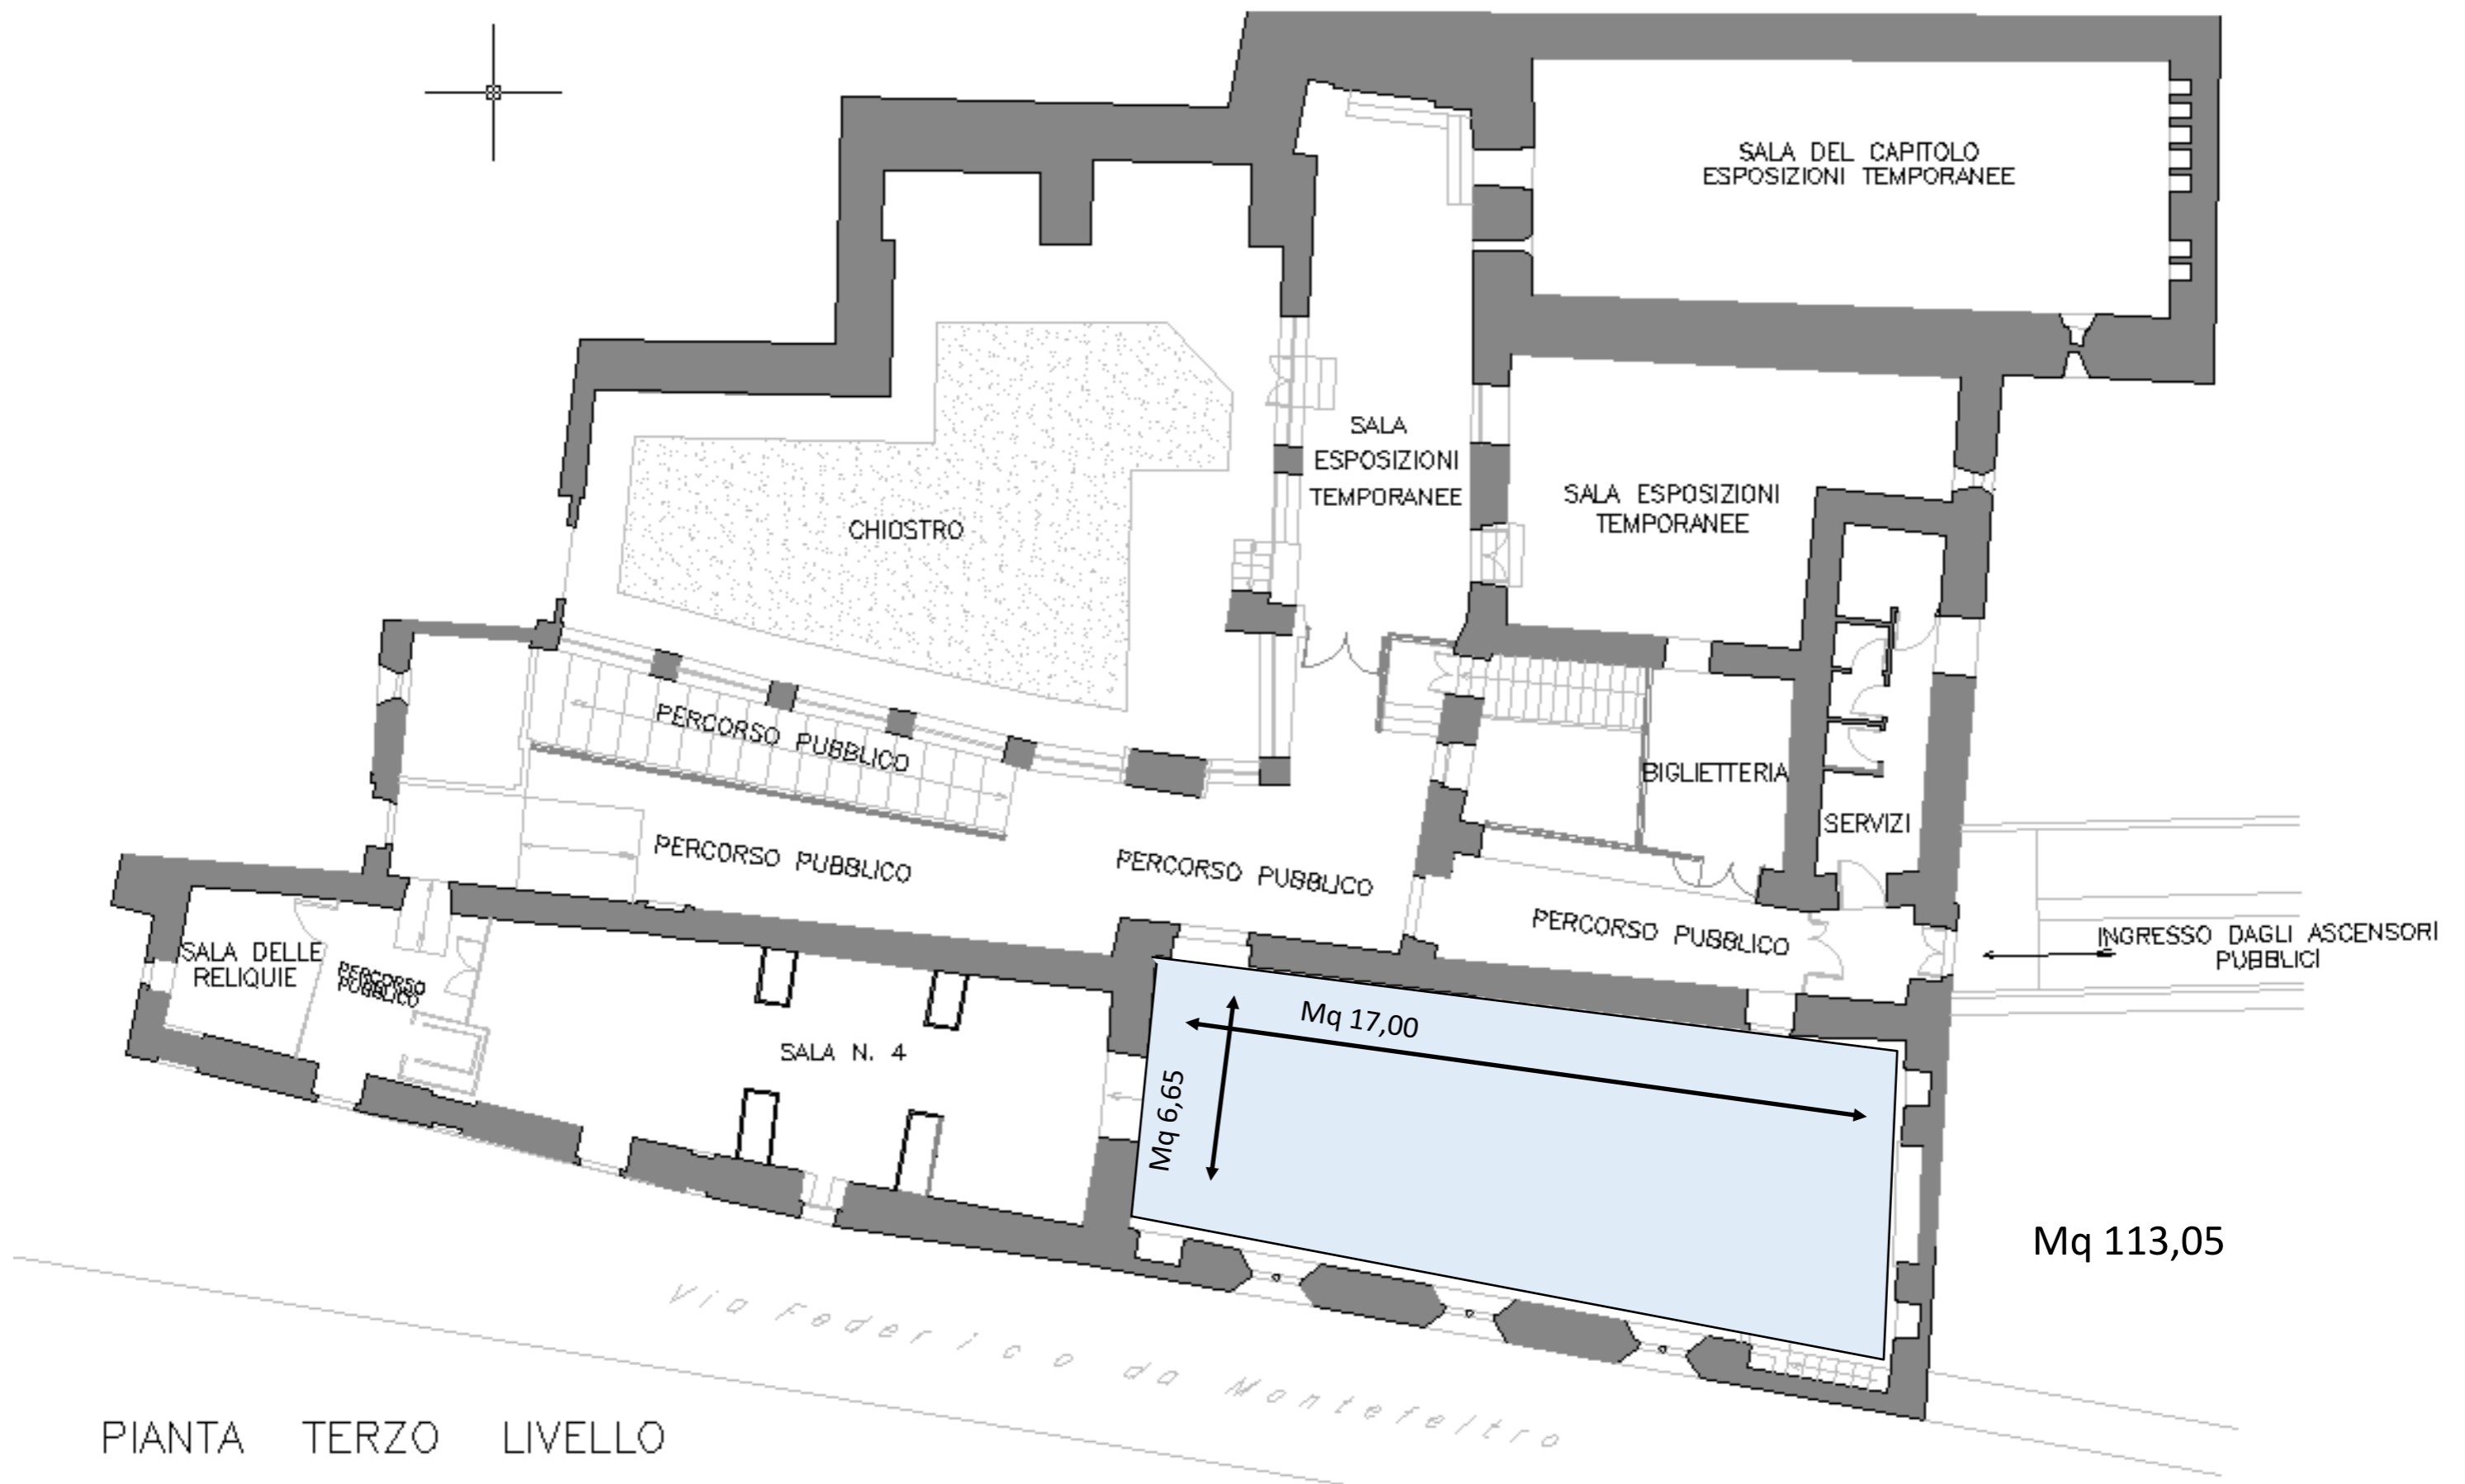 SALA DEL CAPITOLO
ESPOSIZIONI TEMPORANEE
SALA
ESPOSIZIONI
TEMPORANEE
SALA ESPOSIZIONI
TEMPORANEE
CHIOSTRO
PERCORSO PUBBLICO
BIGLIETTERIA
SERVIZI
PERCORSO PUBBLICO
PERCORSO PUBBLICO
PERCORSO PUBBLICO
INGRESSO DAGLI ASCENSORI
PUBBLICI
SALA DELLE
RELIQUIE
PERCORSO
PUBBLICO
SALA N. 4
Mq 17,00
Mq 6,65
Mq 113,05
Via Federico da Montefeltro
PIANTA TERZO LIVELLO